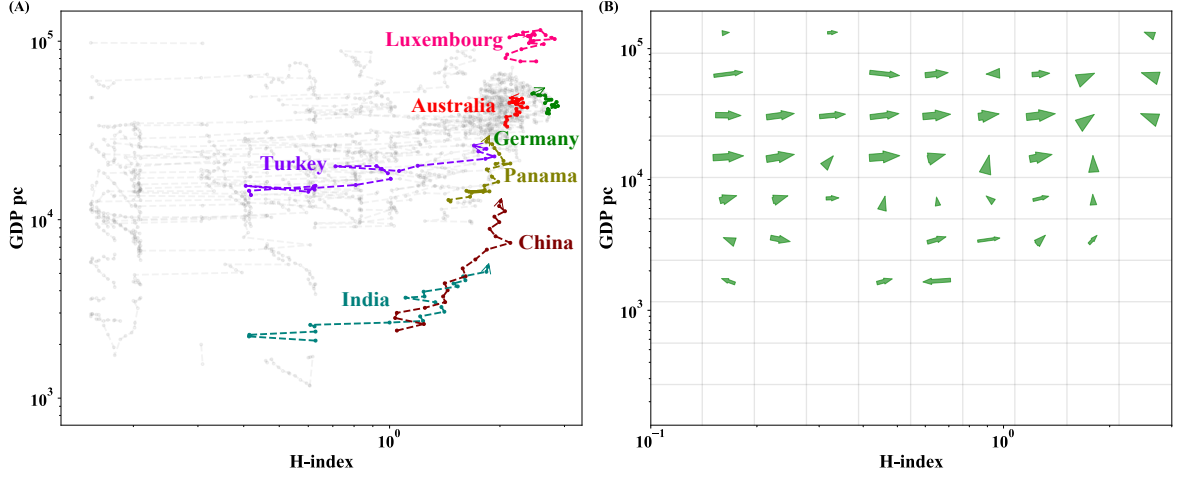 (A)
GDP pc
10^5
10^4
10^3
Luxembourg
Australia
Germany
Turkey
Panama
China
India
10^0
H-index
(B)
GDP pc
10^5
10^4
10^3
10^-1
10^0
H-index